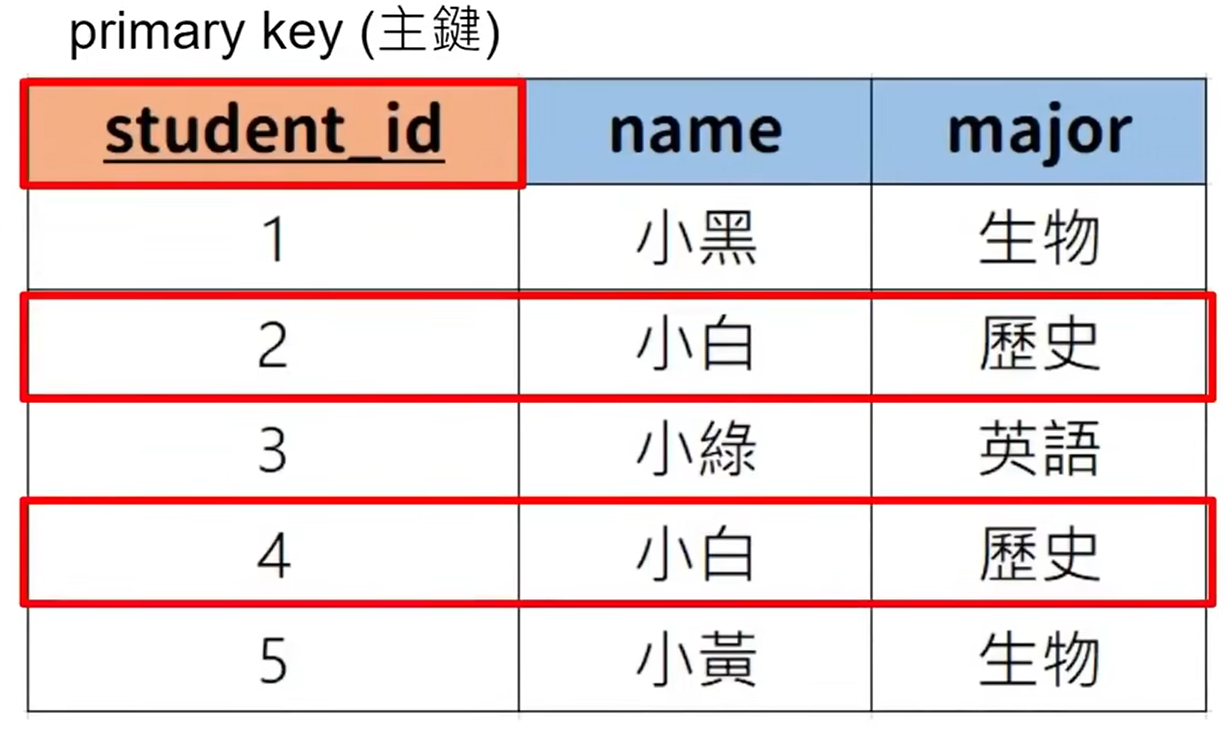 primary key (主鍵)
student_id name major
1 小黑 生物
2 小白 歷史
3 小綠 英語
4 小白 歷史
5 小黃 生物